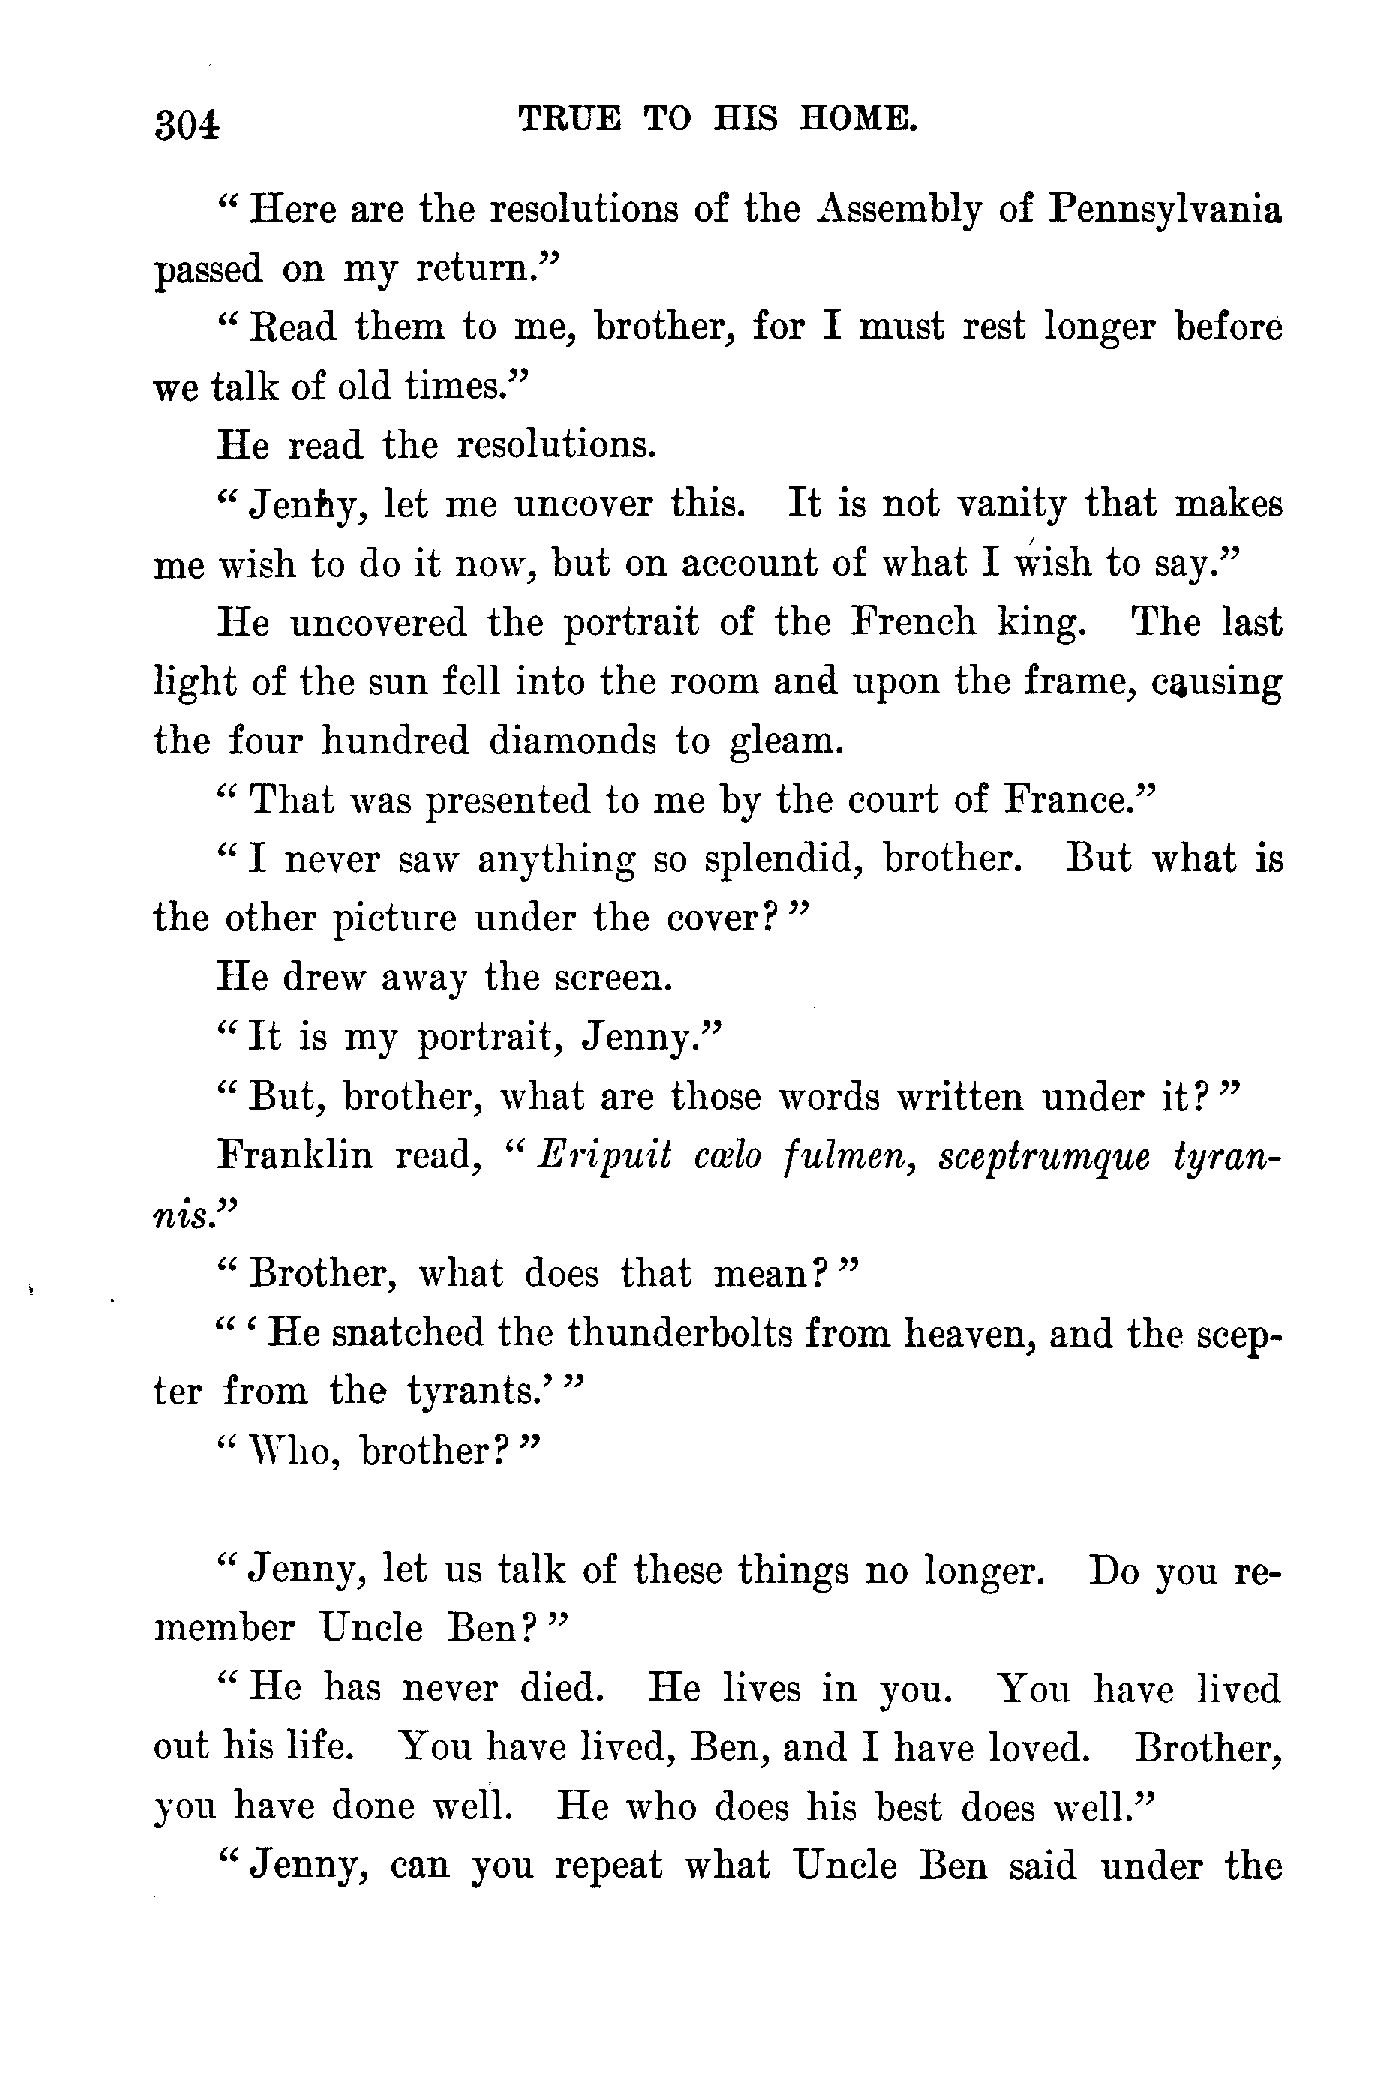 304 TRUE TO HIS HOME.
“ Here are the resolutions of the Assembly of Pennsylvania
passed on my return.”
“ Read them to me, brother, for I must rest longer before
we talk of old times.”
He read the resolutions.
“ Jenny, let me uncover this. It is not vanity that makes
me wish to do it now, but on account of what I wish to say.”
He uncovered the portrait of the French king. The last
light of the sun fell into the room and upon the frame, causing
the four hundred diamonds to gleam.
“ That was presented to me by the court of France.”
“ I never saw anything so splendid, brother. But what is
the other picture under the cover? ”
He drew away the screen.
“ It is my portrait, Jenny.”
“ But, brother, what are those words written under it? ”
Franklin read, “ Eripuit cœlo fulmen, sceptrumque tyran-
nis.”
“ Brother, what does that mean? ”
“ ‘ He snatched the thunderbolts from heaven, and the scep-
ter from the tyrants.’ ”
“ Who, brother? ”
“ Jenny, let us talk of these things no longer. Do you re-
member Uncle Ben? ”
“ He has never died. He lives in you. You have lived
out his life. You have lived, Ben, and I have loved. Brother,
you have done well. He who does his best does well.”
“ Jenny, can you repeat what Uncle Ben said under the